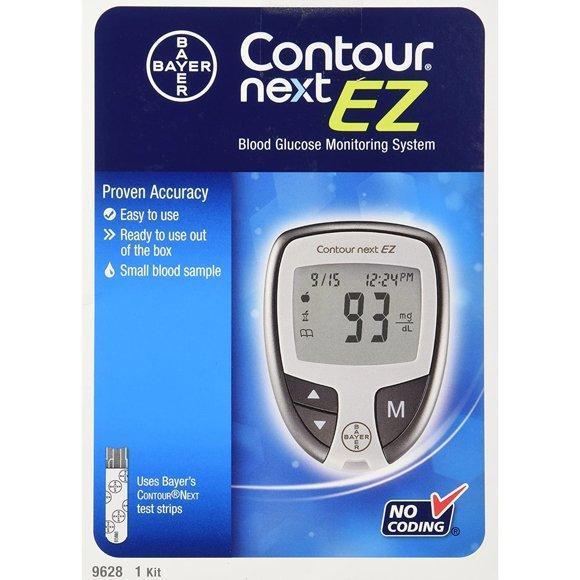 BAYER
BAYER
Contour®
next EZ
Blood Glucose Monitoring System
Proven Accuracy
Easy to use
Ready to use out
of the box
Small blood sample
Contour next EZ
9/15 12:24PM
93 mg/dL
M
BAYER
BAYER
Uses Bayer's
CONTOUR®NEXT
test strips
NO
CODING®
9628 1 Kit